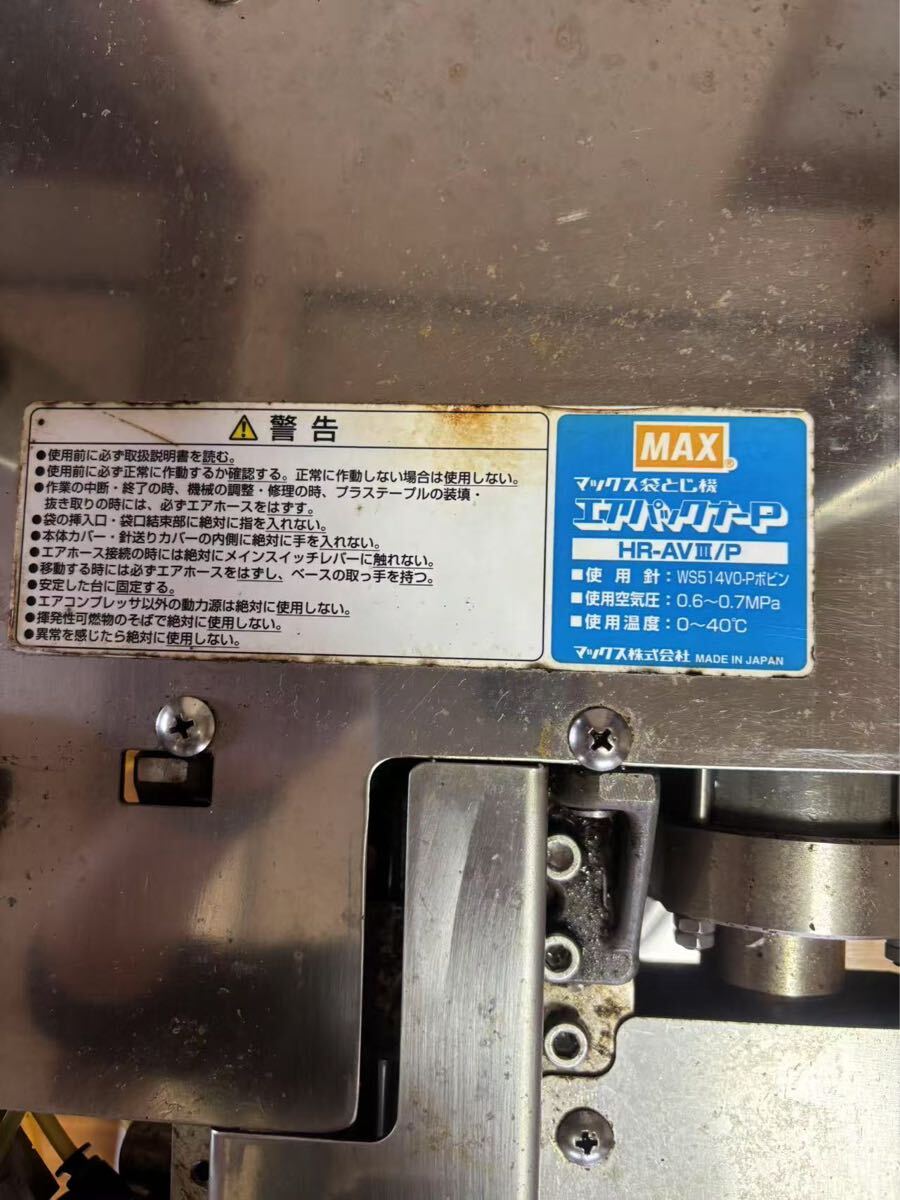 警告
●使用前に必ず取扱説明書を読む。
●使用前に必ず正常に作動するか確認する。正常に作動しない場合は使用しない。
●作業の中断・終了の時、機械の調整・修理の時、プラステープルの装填・
抜き取りの時には、必ずエアホースをはずす。
●袋の挿入口・袋口結束部に絶対に指を入れない。
●本体カバー・針送りカバーの内側に絶対に手を入れない。
●エアホース接続の時には絶対にメインスイッチレバーに触れない。
●移動する時には必ずエアホースをはずし、ベースの取っ手を持つ。
●安定した台に固定する。
●エアコンプレッサ以外の動力源は絶対に使用しない。
●揮発性可燃物のそばで絶対に使用しない。
●異常を感じたら絶対に使用しない。
MAX®
マックス袋とじ機
エアパックナーP
HR-AVⅢ/P
■使用針：WS514V0-Pボビン
■使用空気圧：0.6～0.7MPa
■使用温度：0～40℃
マックス株式会社 MADE IN JAPAN